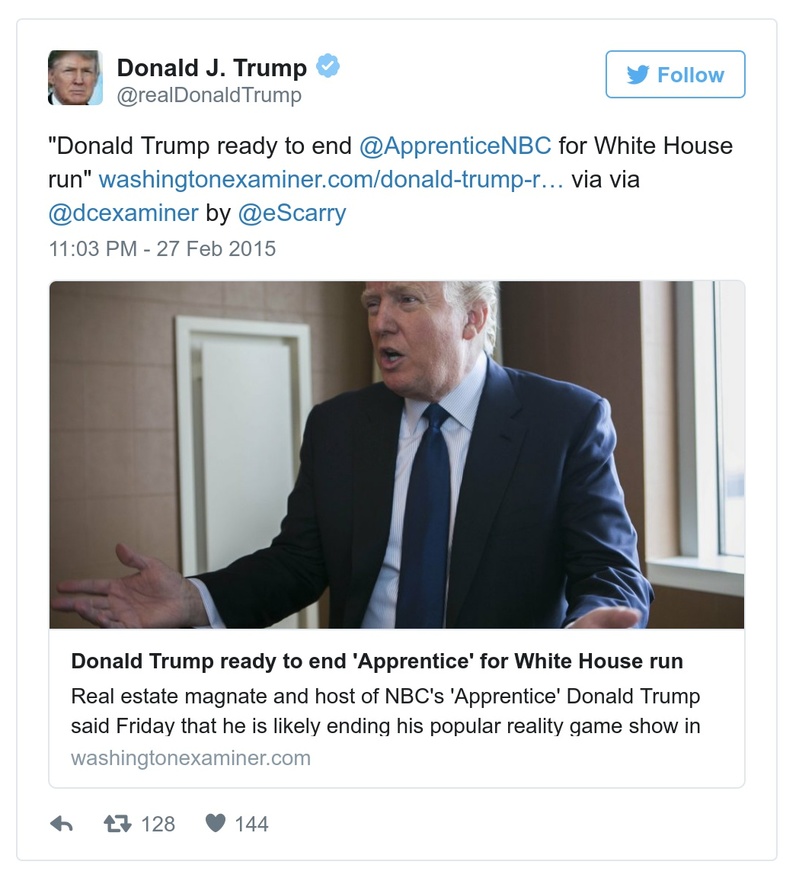 Donald J. Trump
@realDonaldTrump
Follow
"Donald Trump ready to end @ApprenticeNBC for White House
run" washingtonexaminer.com/donald-trump-r… via via
@dcexaminer by @eScarry
11:03 PM - 27 Feb 2015
Donald Trump ready to end 'Apprentice' for White House run
Real estate magnate and host of NBC's 'Apprentice' Donald Trump
said Friday that he is likely ending his popular reality game show in
washingtonexaminer.com
128 144